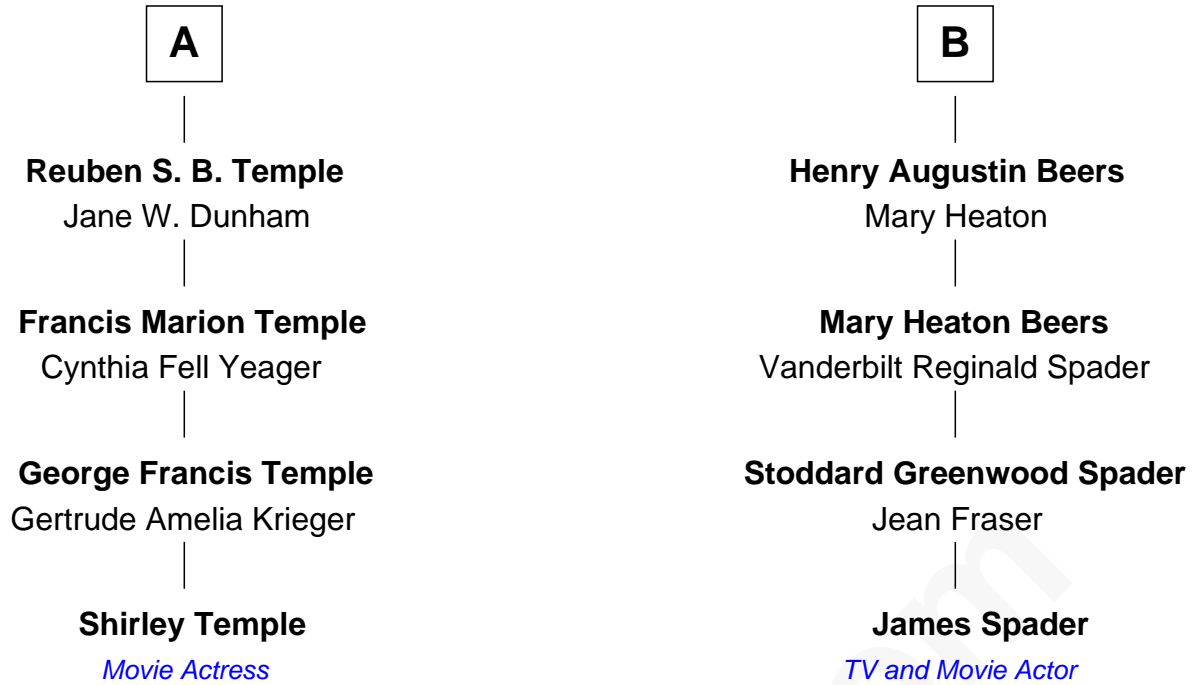 A
Reuben S. B. Temple
Jane W. Dunham
Francis Marion Temple
Cynthia Fell Yeager
George Francis Temple
Gertrude Amelia Krieger
Shirley Temple
Movie Actress
B
Henry Augustin Beers
Mary Heaton
Mary Heaton Beers
Vanderbilt Reginald Spader
Stoddard Greenwood Spader
Jean Fraser
James Spader
TV and Movie Actor